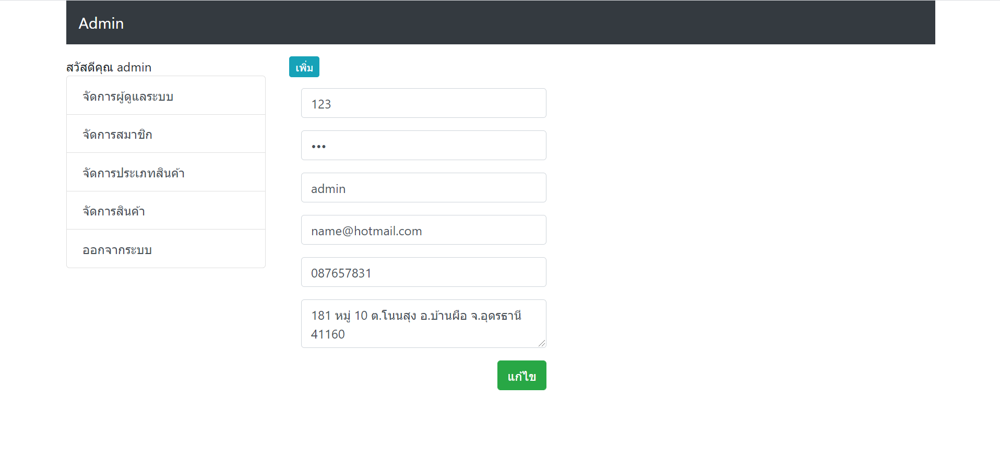 Admin
สวัสดีคุณ admin
จัดการผู้ดูแลระบบ
จัดการสมาชิก
จัดการประเภทสินค้า
จัดการสินค้า
ออกจากระบบ
เพิ่ม
123
•••
admin
name@hotmail.com
087657831
181 หมู่ 10 ต.โนนสุง อ.บ้านผือ จ.อุดรธานี
41160
แก้ไข